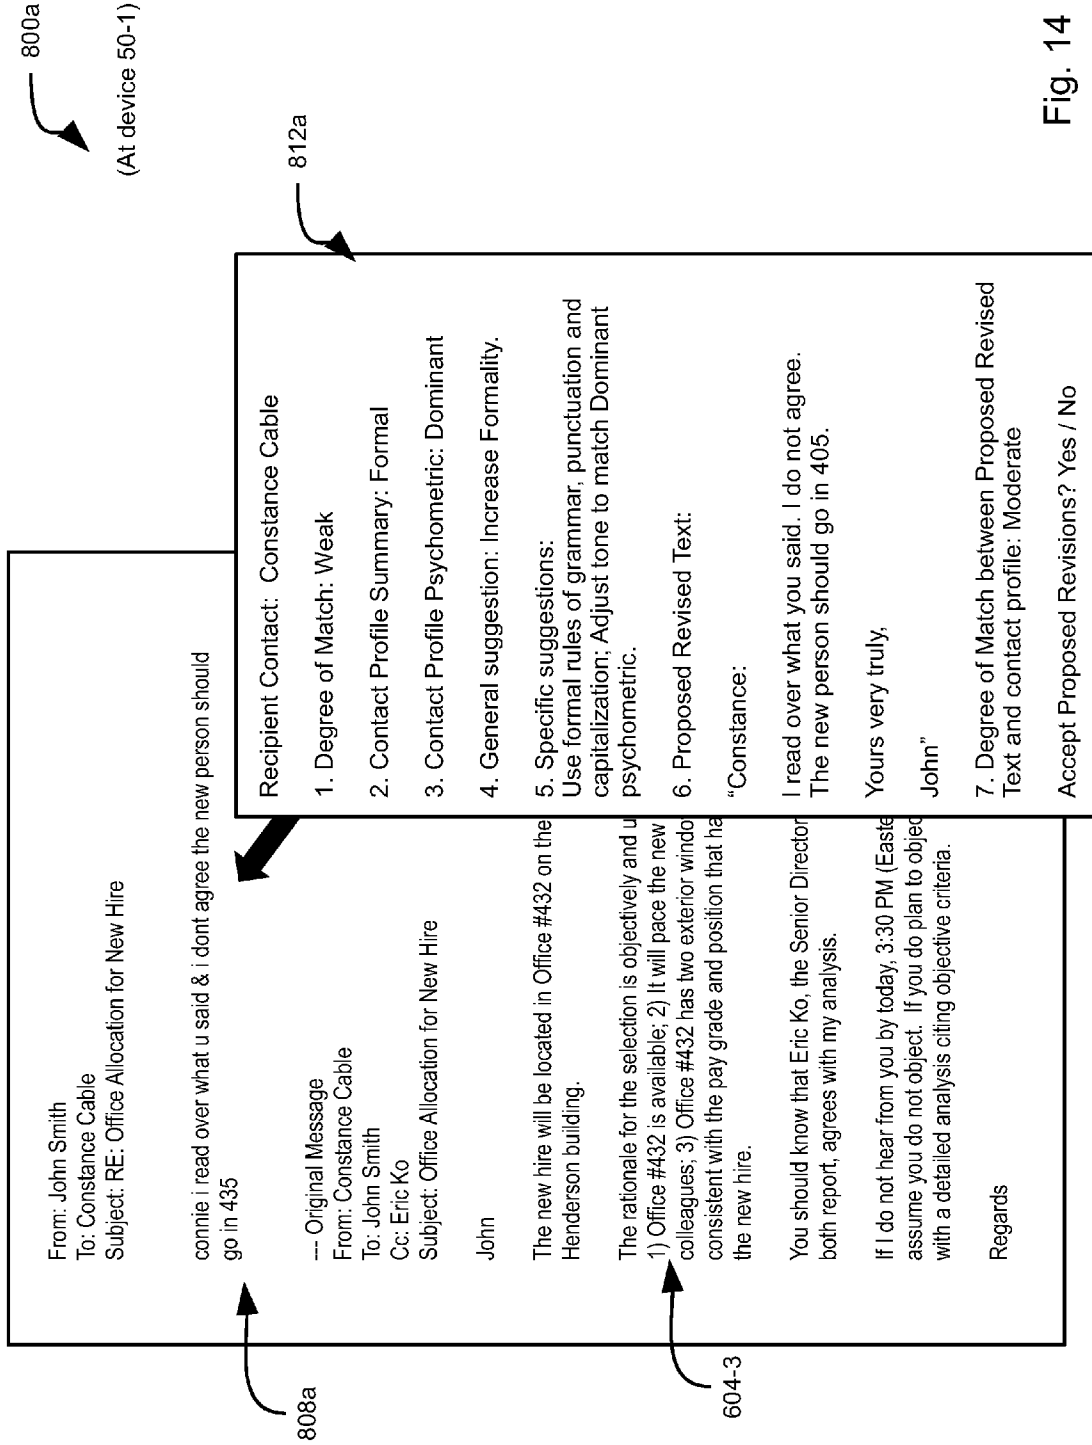 800a
(At device 50-1)
From: John Smith
To: Constance Cable
Subject: RE: Office Allocation for New Hire
connie i read over what u said & i dont agree the new person should
go in 435
808a
--- Original Message
From: Constance Cable
To: John Smith
Cc: Eric Ko
Subject: Office Allocation for New Hire
John
The new hire will be located in Office #432 on the
Henderson building.
The rationale for the selection is objectively and u
1) Office #432 is available; 2) It will pace the new
colleagues; 3) Office #432 has two exterior windo
consistent with the pay grade and position that ha
the new hire.
You should know that Eric Ko, the Senior Director
both report, agrees with my analysis.
If I do not hear from you by today, 3:30 PM (Easte
assume you do not object. If you do plan to objec
with a detailed analysis citing objective criteria.
Regards
604-3
812a
Recipient Contact: Constance Cable
1. Degree of Match: Weak
2. Contact Profile Summary: Formal
3. Contact Profile Psychometric: Dominant
4. General suggestion: Increase Formality.
5. Specific suggestions:
Use formal rules of grammar, punctuation and
capitalization; Adjust tone to match Dominant
psychometric.
6. Proposed Revised Text:
“Constance:
I read over what you said. I do not agree.
The new person should go in 405.
Yours very truly,
John”
7. Degree of Match between Proposed Revised
Text and contact profile: Moderate
Accept Proposed Revisions? Yes / No
Fig. 14